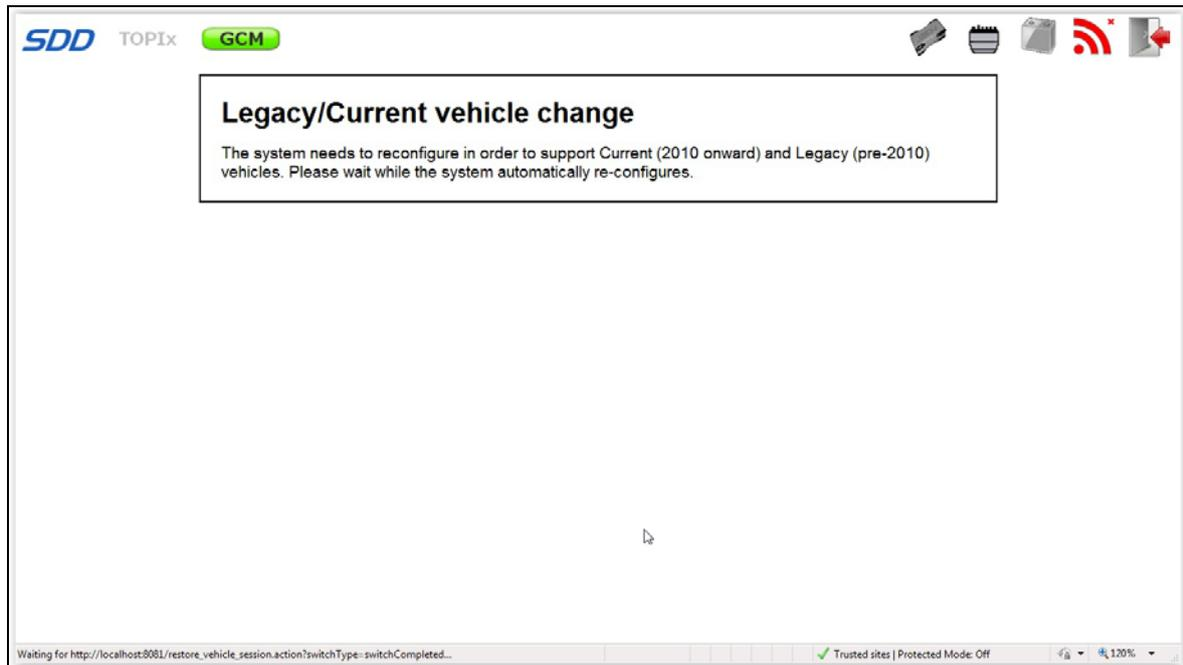 SDD TOPIx GCM
Legacy/Current vehicle change
The system needs to reconfigure in order to support Current (2010 onward) and Legacy (pre-2010)
vehicles. Please wait while the system automatically re-configures.
Waiting for http://localhost:8081/restore_vehicle_session.action?switchType=switchCompleted... Trusted sites | Protected Mode: Off 120%